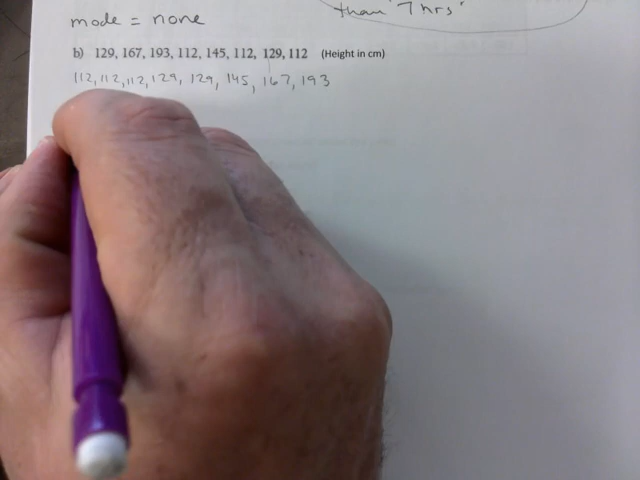 than 7 hrs
mode = none
b) 129, 167, 193, 112, 145, 112, 129, 112 (Height in cm)
112, 112, 112, 129, 129, 145, 167, 193